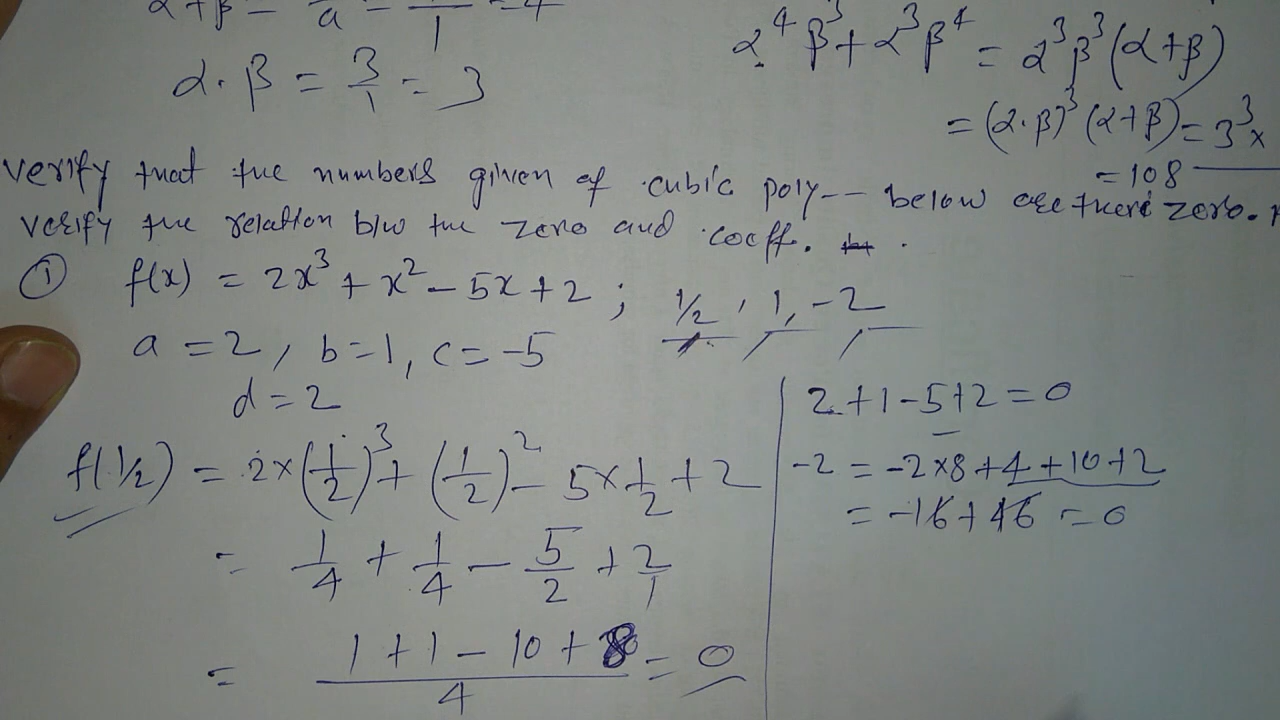 α + β = — a = — 1 = 4
α · β = 3/1 = 3
α⁴β³ + α³β⁴ = α³β³(α+β)
= (α·β)³(α+β) = 3³x
= 108
verify that the numbers given of cubic poly-- below are there zero.
verify the relation b/w the zero and coeff.
① f(x) = 2x³ + x² - 5x + 2 ; 1/2 , 1, -2
a = 2, b = 1, c = -5
d = 2
f(1/2) = 2×(1/2)³ + (1/2)² - 5×1/2 + 2
= 1/4 + 1/4 - 5/2 + 2/1
= 1 + 1 - 10 + 8 / 4 = 0
2 + 1 - 5 + 2 = 0
-2 = -2×8 + 4 + 10 + 2
= -16 + 16 = 0